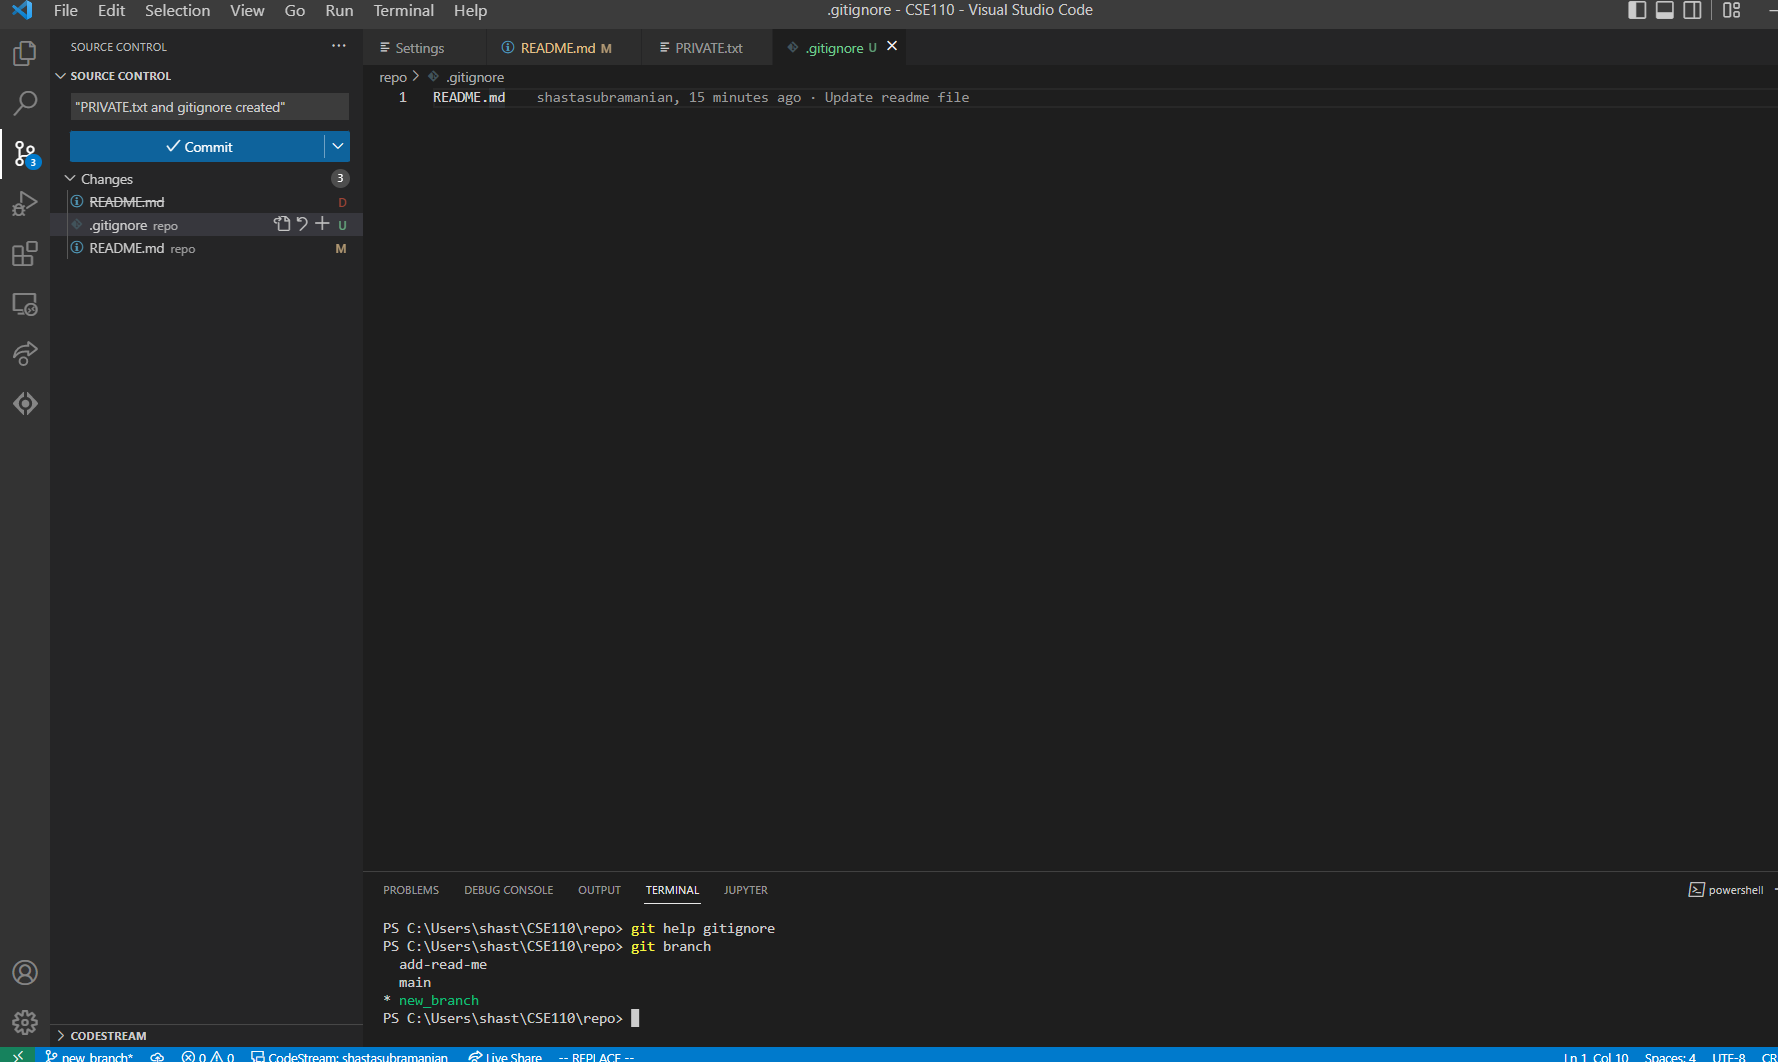 File Edit Selection View Go Run Terminal Help
.gitignore - CSE110 - Visual Studio Code
SOURCE CONTROL
SOURCE CONTROL
"PRIVATE.txt and gitignore created"
Commit
Changes 3
README.md D
.gitignore repo U
README.md repo M
3
CODESTREAM
Settings README.md M PRIVATE.txt .gitignore U
repo > .gitignore
1 README.md shastasubramanian, 15 minutes ago · Update readme file
PROBLEMS DEBUG CONSOLE OUTPUT TERMINAL JUPYTER powershell
PS C:\Users\shast\CSE110\repo> git help gitignore
PS C:\Users\shast\CSE110\repo> git branch
add-read-me
main
* new_branch
PS C:\Users\shast\CSE110\repo>
new_branch* 0 0 CodeStream: shastasubramanian Live Share -- REPLACE -- Ln 1, Col 10 Spaces: 4 UTF-8 CR